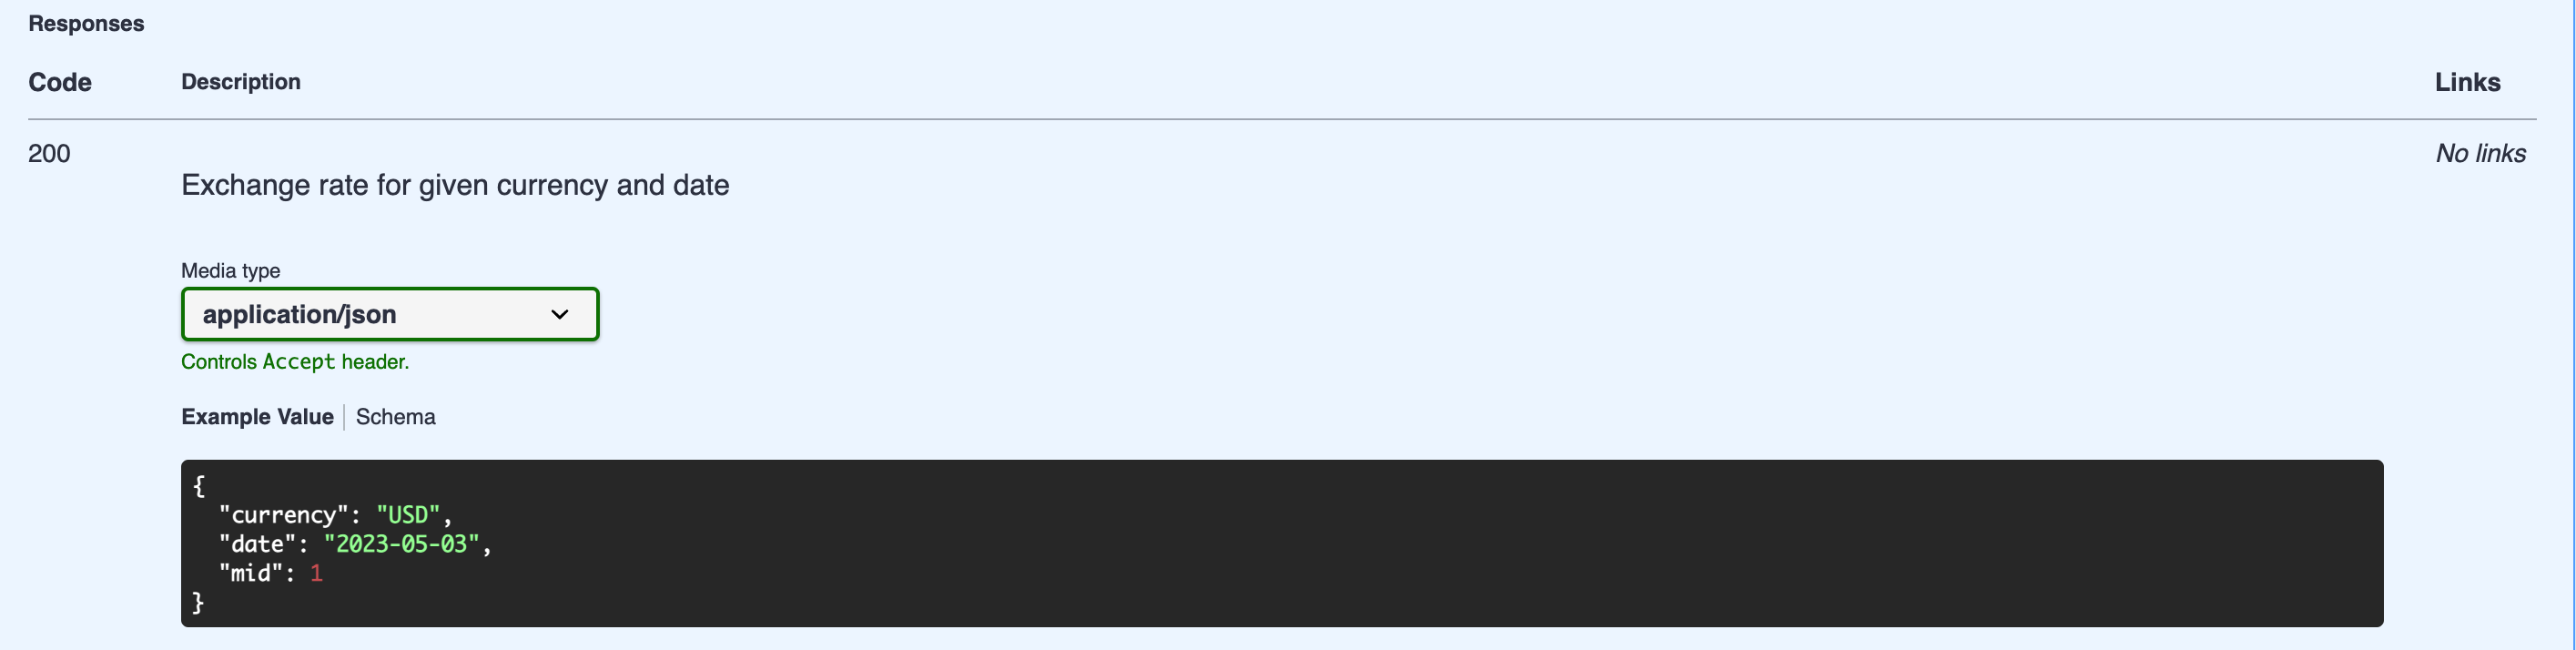 Responses
Code Description Links
200 No links
Exchange rate for given currency and date
Media type
application/json
Controls Accept header.
Example Value Schema
{
  "currency": "USD",
  "date": "2023-05-03",
  "mid": 1
}